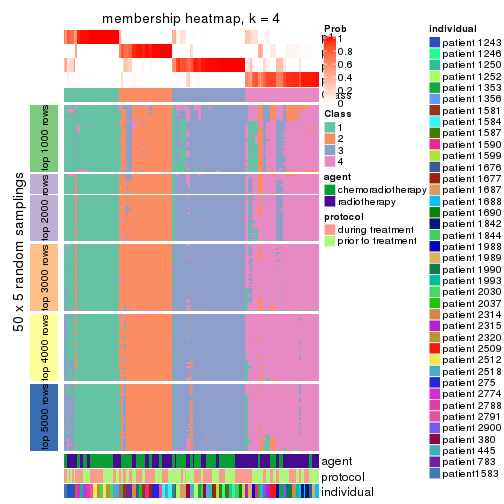 membership heatmap, k = 4
50 x 5 random samplings
top 1000 rows
top 2000 rows
top 3000 rows
top 4000 rows
top 5000 rows
agent
protocol
individual
Prob
1
0.8
0.6
0.4
0.2
0
Class
1
2
3
4
agent
chemoradiotherapy
radiotherapy
protocol
during treatment
prior to treatment
individual
patient 1243
patient 1246
patient 1250
patient 1252
patient 1353
patient 1356
patient 1581
patient 1584
patient 1587
patient 1590
patient 1599
patient 1676
patient 1677
patient 1687
patient 1688
patient 1690
patient 1842
patient 1844
patient 1988
patient 1989
patient 1990
patient 1993
patient 2030
patient 2037
patient 2314
patient 2315
patient 2320
patient 2509
patient 2512
patient 2518
patient 275
patient 2774
patient 2788
patient 2791
patient 2900
patient 380
patient 445
patient 783
patient1583